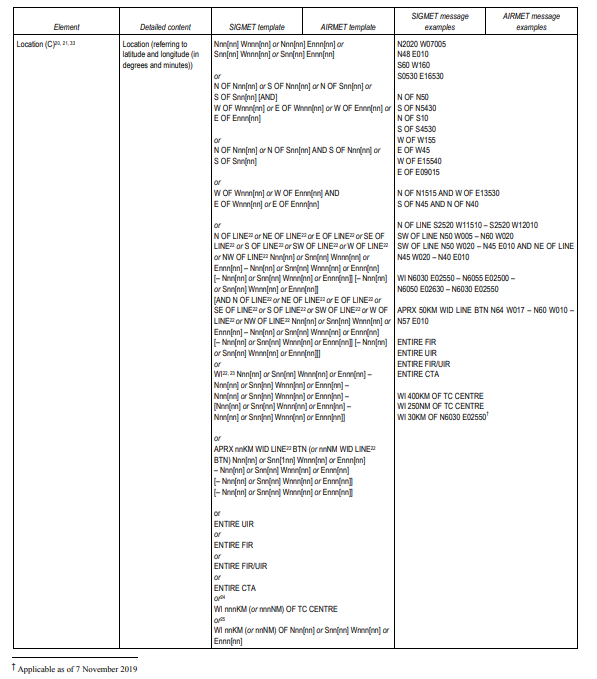 Element
Detailed content
SIGMET template
AIRMET template
SIGMET message
examples
AIRMET message
examples
Location (C)20, 21, 33
Location (referring to
latitude and longitude (in
degrees and minutes))
Nnn[nn] Wnnn[nn] or Nnn[nn] Ennn[nn] or
Snn[nn] Wnnn[nn] or Snn[nn] Ennn[nn]
or
N OF Nnn[nn] or S OF Nnn[nn] or N OF Snn[nn] or
S OF Snn[nn] [AND]
W OF Wnnn[nn] or E OF Wnnn[nn] or W OF Ennn[nn] or
E OF Ennn[nn]
or
N OF Nnn[nn] or N OF Snn[nn] AND S OF Nnn[nn] or
S OF Snn[nn]
or
W OF Wnnn[nn] or W OF Ennn[nn] AND
E OF Wnnn[nn] or E OF Ennn[nn]
or
N OF LINE22 or NE OF LINE22 or E OF LINE22 or SE OF
LINE22 or S OF LINE22 or SW OF LINE22 or W OF LINE22
or NW OF LINE22 Nnn[nn] or Snn[nn] Wnnn[nn] or
Ennn[nn] – Nnn[nn] or Snn[nn] Wnnn[nn] or Ennn[nn]
[– Nnn[nn] or Snn[nn] Wnnn[nn] or Ennn[nn]] [– Nnn[nn]
or Snn[nn] Wnnn[nn] or Ennn[nn]]
[AND N OF LINE22 or NE OF LINE22 or E OF LINE22 or
SE OF LINE22 or S OF LINE22 or SW OF LINE22 or W OF
LINE22 or NW OF LINE22 Nnn[nn] or Snn[nn] Wnnn[nn] or
Ennn[nn] – Nnn[nn] or Snn[nn] Wnnn[nn] or Ennn[nn]
[– Nnn[nn] or Snn[nn] Wnnn[nn] or Ennn[nn]] [– Nnn[nn]
or Snn[nn] Wnnn[nn] or Ennn[nn]]]
or
WI22, 23 Nnn[nn] or Snn[nn] Wnnn[nn] or Ennn[nn] –
Nnn[nn] or Snn[nn] Wnnn[nn] or Ennn[nn] –
Nnn[nn] or Snn[nn] Wnnn[nn] or Ennn[nn] –
[Nnn[nn] or Snn[nn] Wnnn[nn] or Ennn[nn] –
Nnn[nn] or Snn[nn] Wnnn[nn] or Ennn[nn]]
or
APRX nnKM WID LINE22 BTN (or nnNM WID LINE22
BTN) Nnn[nn] or Snn[1nn] Wnnn[nn] or Ennn[nn]
– Nnn[nn] or Snn[nn] Wnnn[nn] or Ennn[nn]
[– Nnn[nn] or Snn[nn] Wnnn[nn] or Ennn[nn]]
[– Nnn[nn] or Snn[nn] Wnnn[nn] or Ennn[nn]]
or
ENTIRE UIR
or
ENTIRE FIR
or
ENTIRE FIR/UIR
or
ENTIRE CTA
or24
WI nnnKM (or nnnNM) OF TC CENTRE
or25
WI nnKM (or nnNM) OF Nnn[nn] or Snn[nn] Wnnn[nn] or
Ennn[nn]
N2020 W07005
N48 E010
S60 W160
S0530 E16530
N OF N50
S OF N5430
N OF S10
S OF S4530
W OF W155
E OF W45
W OF E15540
E OF E09015
N OF N1515 AND W OF E13530
S OF N45 AND N OF N40
N OF LINE S2520 W11510 – S2520 W12010
SW OF LINE N50 W005 – N60 W020
SW OF LINE N50 W020 – N45 E010 AND NE OF LINE
N45 W020 – N40 E010
WI N6030 E02550 – N6055 E02500 –
N6050 E02630 – N6030 E02550
APRX 50KM WID LINE BTN N64 W017 – N60 W010 –
N57 E010
ENTIRE FIR
ENTIRE UIR
ENTIRE FIR/UIR
ENTIRE CTA
WI 400KM OF TC CENTRE
WI 250NM OF TC CENTRE
WI 30KM OF N6030 E02550†
† Applicable as of 7 November 2019